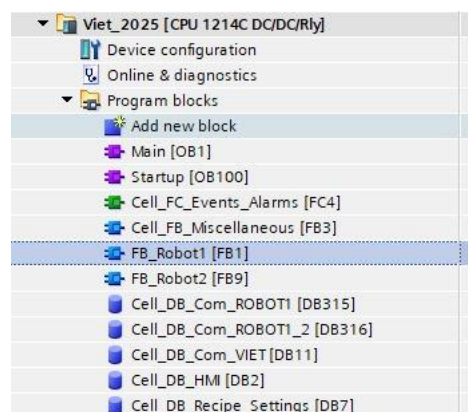 Viet_2025 [CPU 1214C DC/DC/Rly]
Device configuration
Online & diagnostics
Program blocks
Add new block
Main [OB1]
Startup [OB100]
Cell_FC_Events_Alarms [FC4]
Cell_FB_Miscellaneous [FB3]
FB_Robot1 [FB1]
FB_Robot2 [FB9]
Cell_DB_Com_ROBOT1 [DB315]
Cell_DB_Com_ROBOT1_2 [DB316]
Cell_DB_Com_VIET [DB11]
Cell_DB_HMI [DB2]
Cell_DB_Recipe_Settings [DB7]